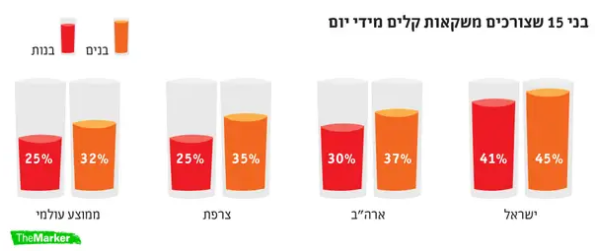 בני 15 שצורכים משקאות קלים מידי יום
בנים
בנות
45%
41%
37%
30%
35%
25%
32%
25%
ישראל
ארה"ב
צרפת
ממוצע עולמי
TheMarker